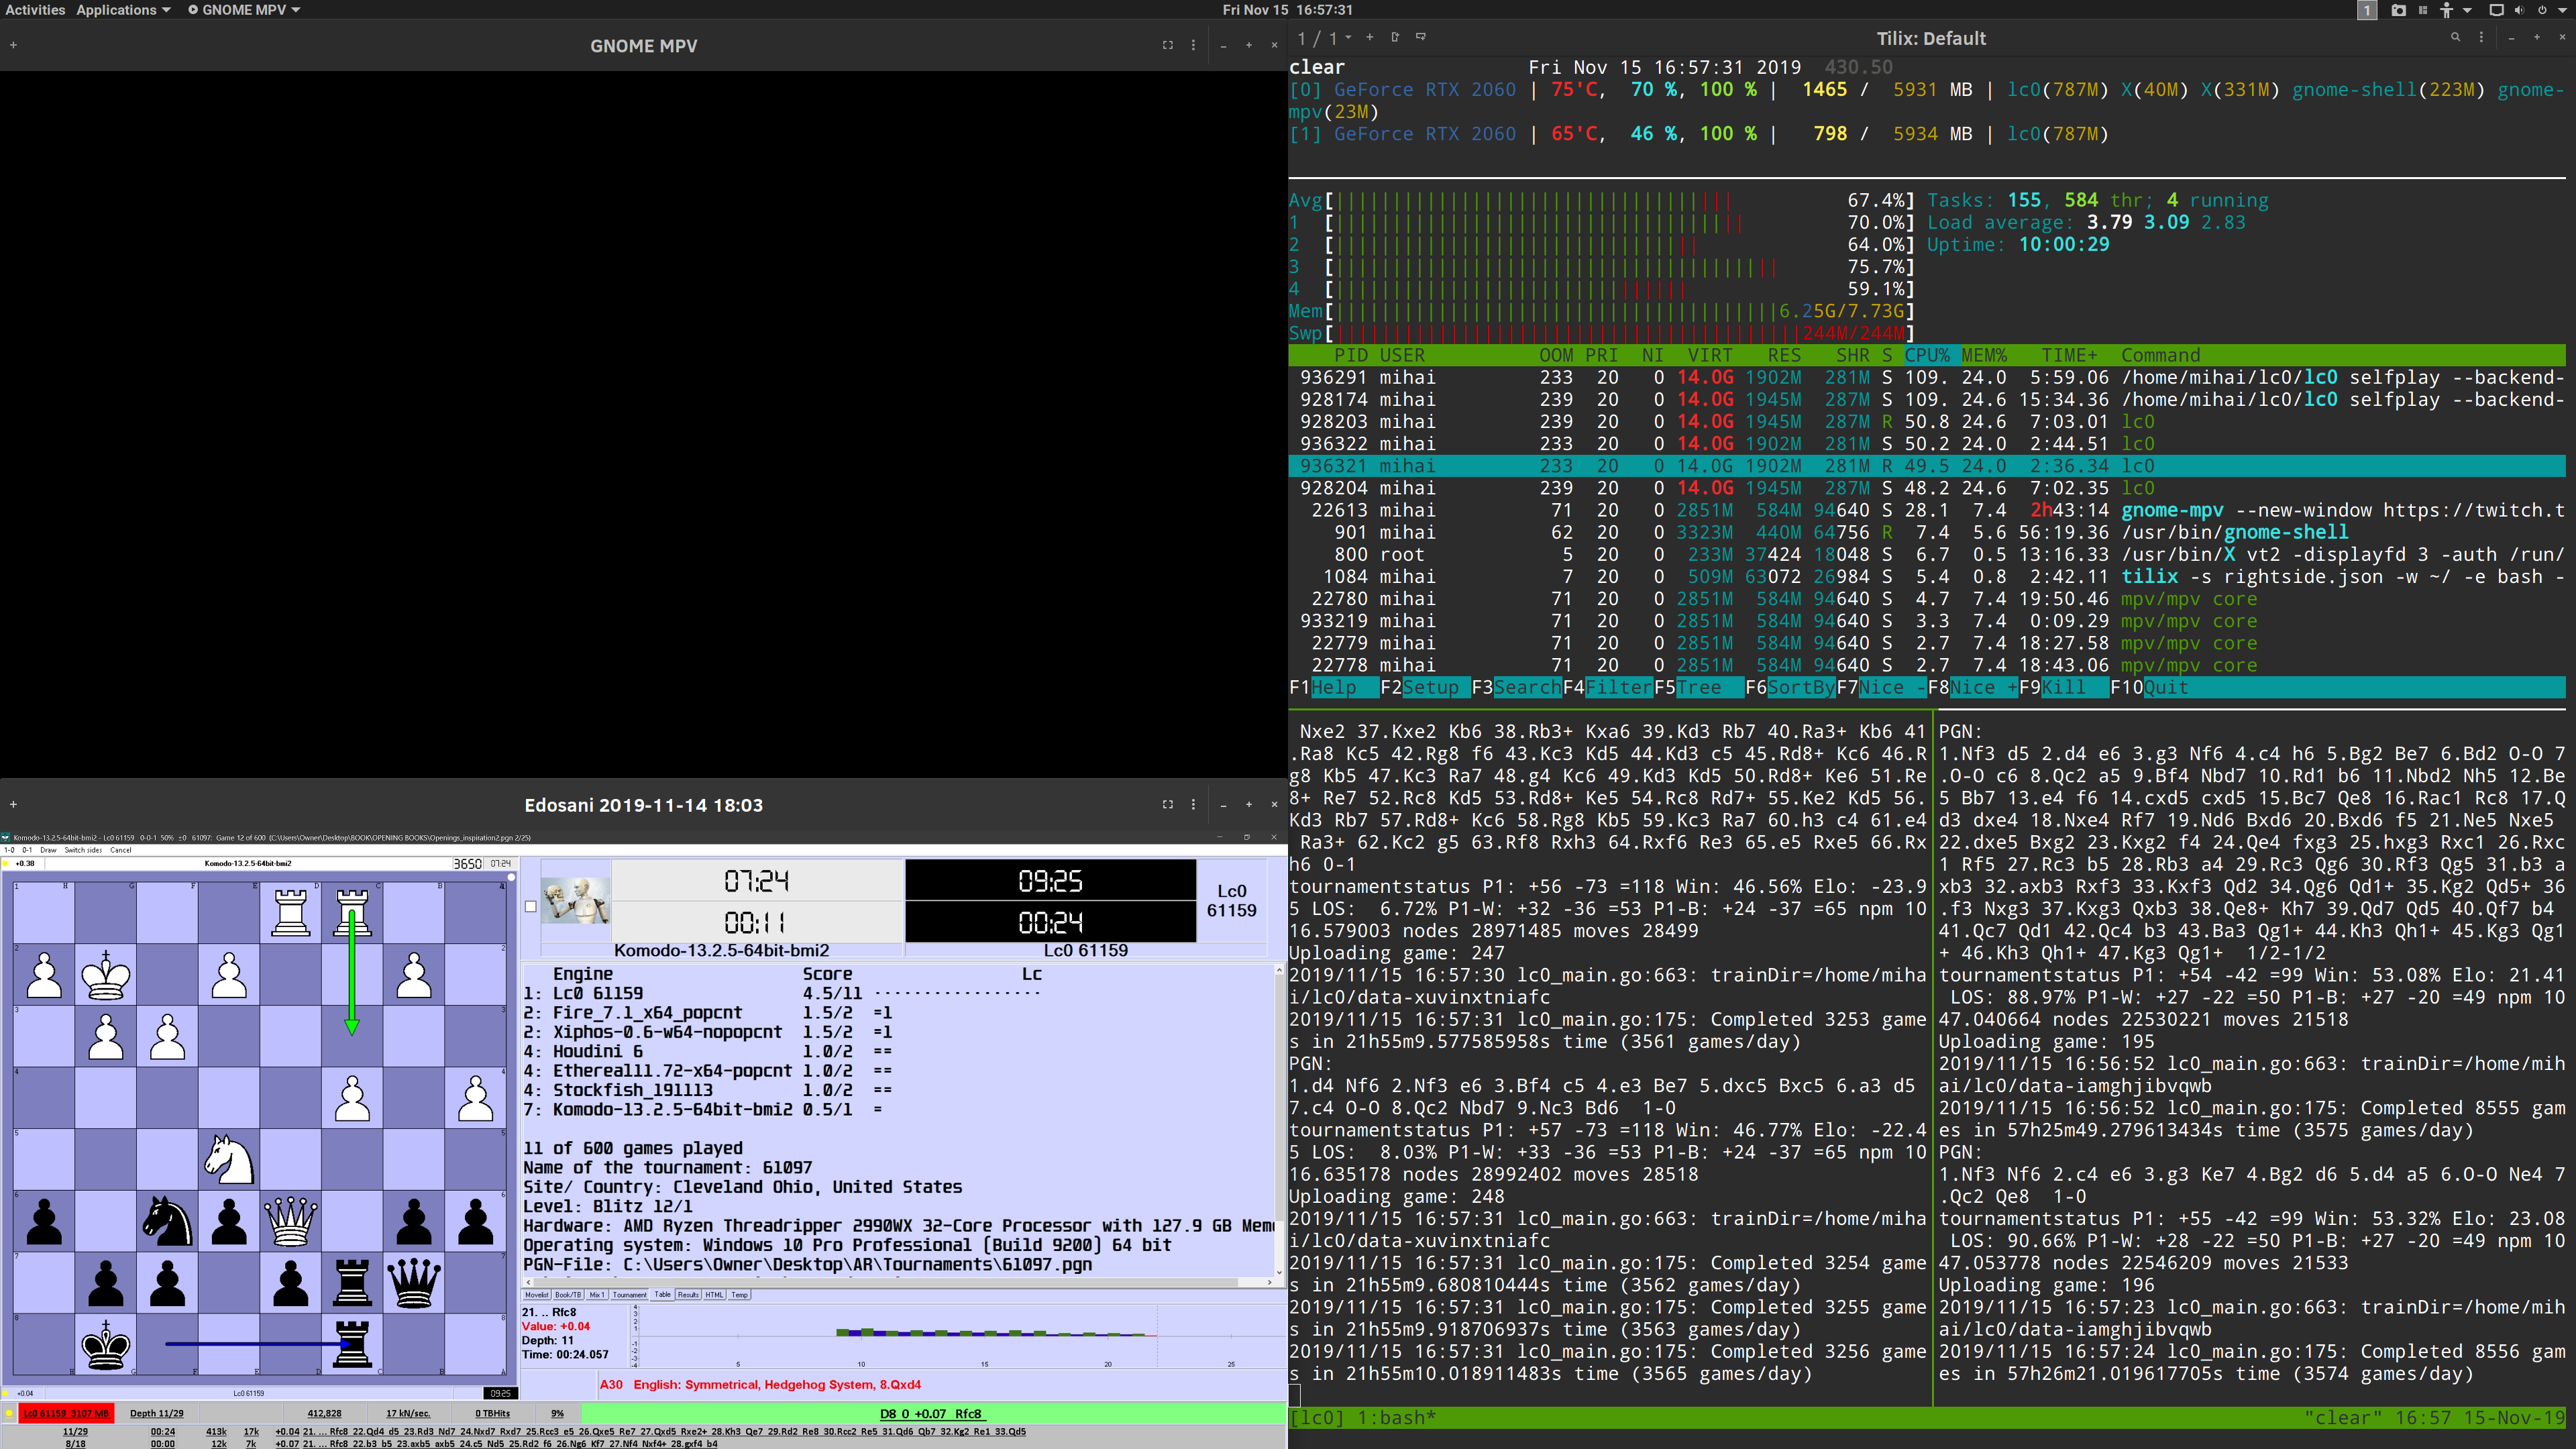 Activities Applications GNOME MPV Fri Nov 15 16:57:31 1
GNOME MPV
1 / 1 Tilix: Default
clear Fri Nov 15 16:57:31 2019 430.50
[0] GeForce RTX 2060 | 75'C, 70 %, 100 % | 1465 / 5931 MB | lc0(787M) X(40M) X(331M) gnome-shell(223M) gnome-
mpv(23M)
[1] GeForce RTX 2060 | 65'C, 46 %, 100 % | 798 / 5934 MB | lc0(787M)
Avg[ 67.4%] Tasks: 155, 584 thr; 4 running
1 [ 70.0%] Load average: 3.79 3.09 2.83
2 [ 64.0%] Uptime: 10:00:29
3 [ 75.7%]
4 [ 59.1%]
Mem[ 6.25G/7.73G]
Swp[ 244M/244M]
PID USER OOM PRI NI VIRT RES SHR S CPU% MEM% TIME+ Command
936291 mihai 233 20 0 14.0G 1902M 281M S 109. 24.0 5:59.06 /home/mihai/lc0/lc0 selfplay --backend-
928174 mihai 239 20 0 14.0G 1945M 287M S 109. 24.6 15:34.36 /home/mihai/lc0/lc0 selfplay --backend-
928203 mihai 239 20 0 14.0G 1945M 287M R 50.8 24.6 7:03.01 lc0
936322 mihai 233 20 0 14.0G 1902M 281M S 50.2 24.0 2:44.51 lc0
936321 mihai 233 20 0 14.0G 1902M 281M R 49.5 24.0 2:36.34 lc0
928204 mihai 239 20 0 14.0G 1945M 287M S 48.2 24.6 7:02.35 lc0
22613 mihai 71 20 0 2851M 584M 94640 S 28.1 7.4 2h43:14 gnome-mpv --new-window https://twitch.t
901 mihai 62 20 0 3323M 440M 64756 R 7.4 5.6 56:19.36 /usr/bin/gnome-shell
800 root 5 20 0 233M 37424 18048 S 6.7 0.5 13:16.33 /usr/bin/X vt2 -displayfd 3 -auth /run/
1084 mihai 7 20 0 509M 63072 26984 S 5.4 0.8 2:42.11 tilix -s rightside.json -w ~/ -e bash -
22780 mihai 71 20 0 2851M 584M 94640 S 4.7 7.4 19:50.46 mpv/mpv core
933219 mihai 71 20 0 2851M 584M 94640 S 3.3 7.4 0:09.29 mpv/mpv core
22779 mihai 71 20 0 2851M 584M 94640 S 2.7 7.4 18:27.58 mpv/mpv core
22778 mihai 71 20 0 2851M 584M 94640 S 2.7 7.4 18:43.06 mpv/mpv core
F1Help F2Setup F3SearchF4FilterF5Tree F6SortByF7Nice -F8Nice +F9Kill F10Quit
Nxe2 37.Kxe2 Kb6 38.Rb3+ Kxa6 39.Kd3 Rb7 40.Ra3+ Kb6 41
.Ra8 Kc5 42.Rg8 f6 43.Kc3 Kd5 44.Kd3 c5 45.Rd8+ Kc6 46.R
g8 Kb5 47.Kc3 Ra7 48.g4 Kc6 49.Kd3 Kd5 50.Rd8+ Ke6 51.Re
8+ Re7 52.Rc8 Kd5 53.Rd8+ Ke5 54.Rc8 Rd7+ 55.Ke2 Kd5 56.
Kd3 Rb7 57.Rd8+ Kc6 58.Rg8 Kb5 59.Kc3 Ra7 60.h3 c4 61.e4
Ra3+ 62.Kc2 g5 63.Rf8 Rxh3 64.Rxf6 Re3 65.e5 Rxe5 66.Rx
h6 0-1
tournamentstatus P1: +56 -73 =118 Win: 46.56% Elo: -23.9
5 LOS: 6.72% P1-W: +32 -36 =53 P1-B: +24 -37 =65 npm 10
16.579003 nodes 28971485 moves 28499
Uploading game: 247
2019/11/15 16:57:30 lc0_main.go:663: trainDir=/home/miha
i/lc0/data-xuvinxtniafc
2019/11/15 16:57:31 lc0_main.go:175: Completed 3253 game
s in 21h55m9.577585958s time (3561 games/day)
PGN:
1.d4 Nf6 2.Nf3 e6 3.Bf4 c5 4.e3 Be7 5.dxc5 Bxc5 6.a3 d5
7.c4 O-O 8.Qc2 Nbd7 9.Nc3 Bd6 1-0
tournamentstatus P1: +57 -73 =118 Win: 46.77% Elo: -22.4
5 LOS: 8.03% P1-W: +33 -36 =53 P1-B: +24 -37 =65 npm 10
16.635178 nodes 28992402 moves 28518
Uploading game: 248
2019/11/15 16:57:31 lc0_main.go:663: trainDir=/home/miha
i/lc0/data-xuvinxtniafc
2019/11/15 16:57:31 lc0_main.go:175: Completed 3254 game
s in 21h55m9.680810444s time (3562 games/day)
2019/11/15 16:57:31 lc0_main.go:175: Completed 3255 game
s in 21h55m9.918706937s time (3563 games/day)
2019/11/15 16:57:31 lc0_main.go:175: Completed 3256 game
s in 21h55m10.018911483s time (3565 games/day)
PGN:
1.Nf3 d5 2.d4 e6 3.g3 Nf6 4.c4 h6 5.Bg2 Be7 6.Bd2 O-O 7
.O-O c6 8.Qc2 a5 9.Bf4 Nbd7 10.Rd1 b6 11.Nbd2 Nh5 12.Be
5 Bb7 13.e4 f6 14.cxd5 cxd5 15.Bc7 Qe8 16.Rac1 Rc8 17.Q
d3 dxe4 18.Nxe4 Rf7 19.Nd6 Bxd6 20.Bxd6 f5 21.Ne5 Nxe5
22.dxe5 Bxg2 23.Kxg2 f4 24.Qe4 fxg3 25.hxg3 Rxc1 26.Rxc
1 Rf5 27.Rc3 b5 28.Rb3 a4 29.Rc3 Qg6 30.Rf3 Qg5 31.b3 a
xb3 32.axb3 Rxf3 33.Kxf3 Qd2 34.Qg6 Qd1+ 35.Kg2 Qd5+ 36
.f3 Nxg3 37.Kxg3 Qxb3 38.Qe8+ Kh7 39.Qd7 Qd5 40.Qf7 b4
41.Qc7 Qd1 42.Qc4 b3 43.Ba3 Qg1+ 44.Kh3 Qh1+ 45.Kg3 Qg1
+ 46.Kh3 Qh1+ 47.Kg3 Qg1+ 1/2-1/2
tournamentstatus P1: +54 -42 =99 Win: 53.08% Elo: 21.41
LOS: 88.97% P1-W: +27 -22 =50 P1-B: +27 -20 =49 npm 10
47.040664 nodes 22530221 moves 21518
Uploading game: 195
2019/11/15 16:56:52 lc0_main.go:663: trainDir=/home/mih
ai/lc0/data-iamghjibvqwb
2019/11/15 16:56:52 lc0_main.go:175: Completed 8555 gam
es in 57h25m49.279613434s time (3575 games/day)
PGN:
1.Nf3 Nf6 2.c4 e6 3.g3 Ke7 4.Bg2 d6 5.d4 a5 6.O-O Ne4 7
.Qc2 Qe8 1-0
tournamentstatus P1: +55 -42 =99 Win: 53.32% Elo: 23.08
LOS: 90.66% P1-W: +28 -22 =50 P1-B: +27 -20 =49 npm 10
47.053778 nodes 22546209 moves 21533
Uploading game: 196
2019/11/15 16:57:23 lc0_main.go:663: trainDir=/home/mih
ai/lc0/data-iamghjibvqwb
2019/11/15 16:57:24 lc0_main.go:175: Completed 8556 gam
es in 57h26m21.019617705s time (3574 games/day)
[lc0] 1:bash* "clear" 16:57 15-Nov-19
Edosani 2019-11-14 18:03
Komodo-13.2.5-64bit-bmi2 - Lc0 61159 0-0-1 50% ±0 61097: Game 12 of 600 (C:\Users\Owner\Desktop\BOOK\OPENING BOOKS\Openings_inspiration2.pgn 2/25)
1-0 0-1 Draw Switch sides Cancel
+0.38 Komodo-13.2.5-64bit-bmi2 3650 07:24
07:24 09:25 Lc0
00:11 00:24 61159
Komodo-13.2.5-64bit-bmi2 Lc0 61159
Engine Score Lc
1: Lc0 61159 4.5/11 ··················
2: Fire_7.1_x64_popcnt 1.5/2 =1
2: Xiphos-0.6-w64-nopopcnt 1.5/2 =1
4: Houdini 6 1.0/2 ==
4: Ethereal11.72-x64-popcnt 1.0/2 ==
4: Stockfish_191113 1.0/2 ==
7: Komodo-13.2.5-64bit-bmi2 0.5/1 =
11 of 600 games played
Name of the tournament: 61097
Site/ Country: Cleveland Ohio, United States
Level: Blitz 12/1
Hardware: AMD Ryzen Threadripper 2990WX 32-Core Processor with 127.9 GB Mem
Operating system: Windows 10 Pro Professional (Build 9200) 64 bit
PGN-File: C:\Users\Owner\Desktop\AR\Tournaments\61097.pgn
Movelist Book/TB Mix 1 Tournament Table Results HTML Temp
21. .. Rfc8
Value: +0.04
Depth: 11
Time: 00:24.057
5 10 15 20 25
A30 English: Symmetrical, Hedgehog System, 8.Qxd4
+0.04 Lc0 61159 09:25
Lc0 61159 3107 MB Depth 11/29 412,828 17 kN/sec. 0 TBHits 9% D8 0 +0.07 Rfc8
11/29 00:24 413k 17k +0.04 21. ... Rfc8 22.Qd4 d5 23.Rd3 Nd7 24.Nxd7 Rxd7 25.Rcc3 e5 26.Qxe5 Re7 27.Qxd5 Rxe2+ 28.Kh3 Qe7 29.Rd2 Re8 30.Rcc2 Re5 31.Qd6 Qb7 32.Kg2 Re1 33.Qd5
8/18 00:00 12k 7k +0.07 21. ... Rfc8 22.b3 b5 23.axb5 axb5 24.c5 Nd5 25.Rd2 f6 26.Ng6 Kf7 27.Nf4 Nxf4+ 28.gxf4 b4